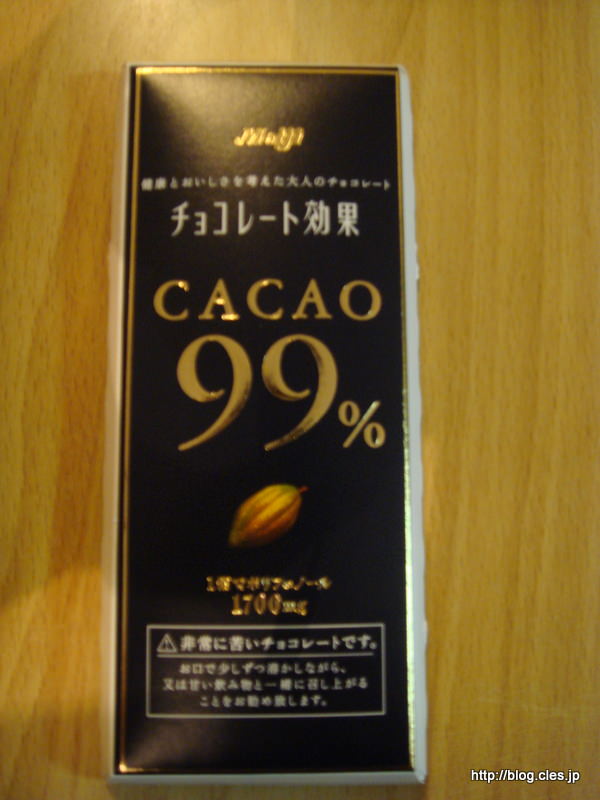 Meiji
健康とおいしさを考えた大人のチョコレート
チョコレート効果
CACAO
99%
1箱でポリフェノール
1700mg
⚠非常に苦いチョコレートです。
お口で少しずつ溶かしながら、
又は甘い飲み物と一緒に召し上がる
ことをお勧め致します。
http://blog.cles.jp